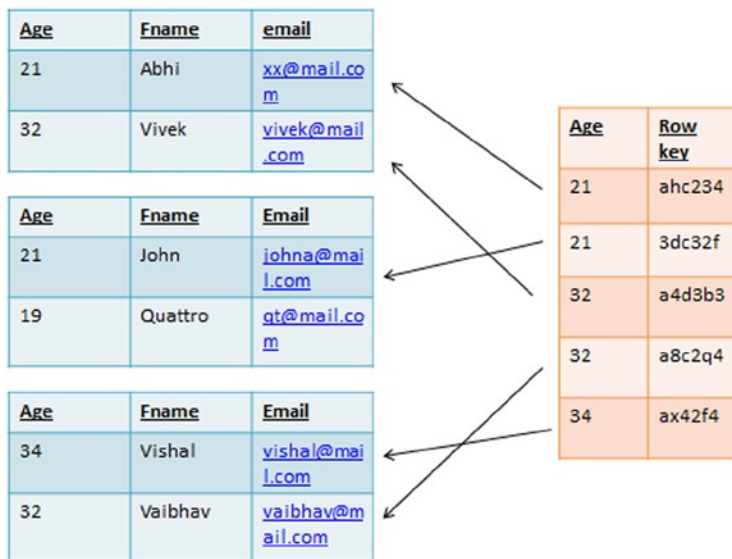 Age Fname email
21 Abhi xx@mail.co
m
32 Vivek vivek@mail
.com
Age Fname Email
21 John johna@mai
l.com
19 Quattro qt@mail.co
m
Age Fname Email
34 Vishal vishal@mai
l.com
32 Vaibhav vaibhav@m
ail.com
Age Row
key
21 ahc234
21 3dc32f
32 a4d3b3
32 a8c2q4
34 ax42f4